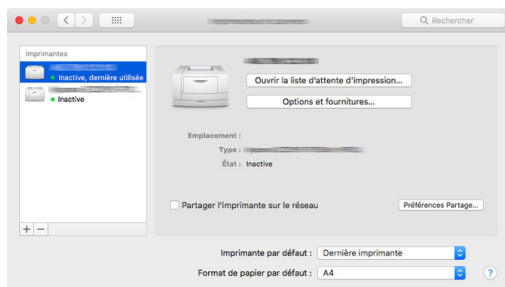 Rechercher
Imprimantes
Inactive, dernière utilisée
Inactive
Ouvrir la liste d'attente d'impression...
Options et fournitures...
Emplacement :
Type :
État : Inactive
Partager l'imprimante sur le réseau
Préférences Partage...
+ −
Imprimante par défaut : Dernière imprimante
Format de papier par défaut : A4
?